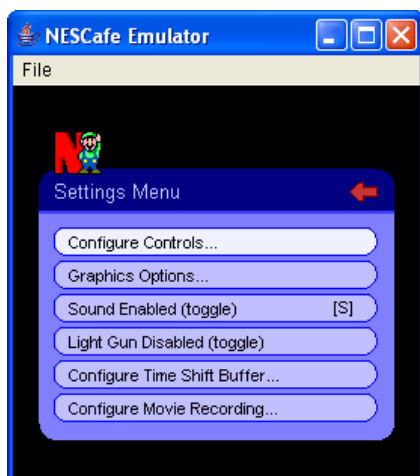 NESCafe Emulator
File
N
Settings Menu
Configure Controls...
Graphics Options...
Sound Enabled (toggle) [S]
Light Gun Disabled (toggle)
Configure Time Shift Buffer...
Configure Movie Recording...